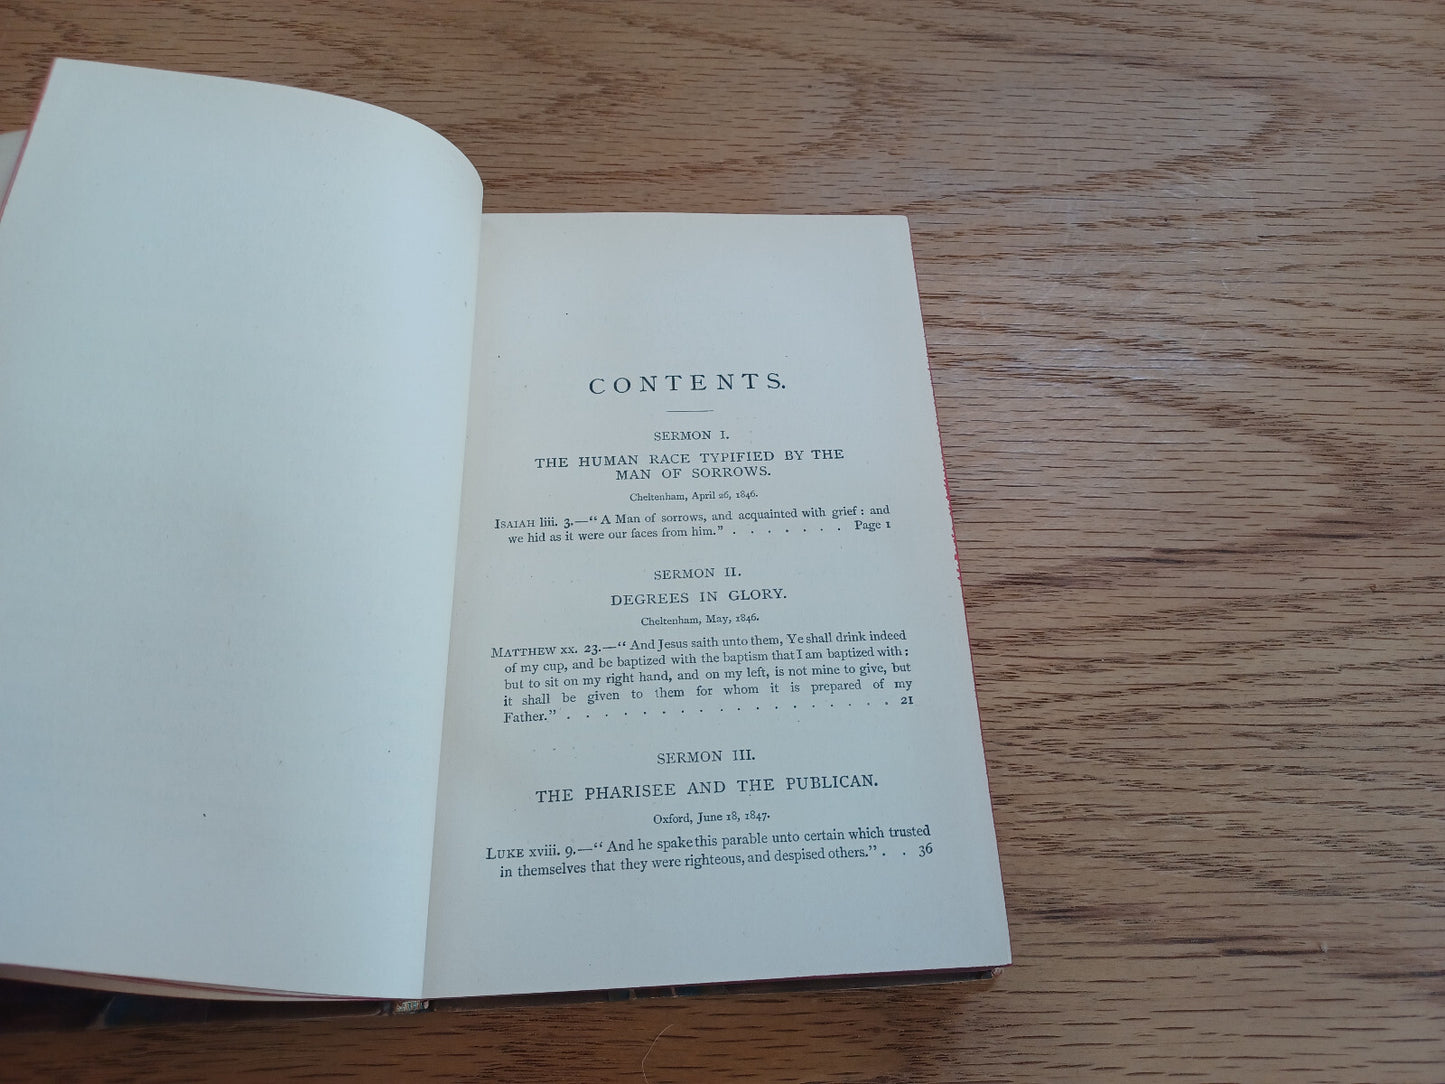 CONTENTS.
SERMON I.
THE HUMAN RACE TYPIFIED BY THE
MAN OF SORROWS.
Cheltenham, April 26, 1846.
ISAIAH liii. 3.—“A Man of sorrows, and acquainted with grief: and
we hid as it were our faces from him.” . . . . . . . Page 1
SERMON II.
DEGREES IN GLORY.
Cheltenham, May, 1846.
MATTHEW xx. 23.—“And Jesus saith unto them, Ye shall drink indeed
of my cup, and be baptized with the baptism that I am baptized with:
but to sit on my right hand, and on my left, is not mine to give, but
it shall be given to them for whom it is prepared of my
Father.” . . . . . . . . . . . . . . . . . . 21
SERMON III.
THE PHARISEE AND THE PUBLICAN.
Oxford, June 18, 1847.
LUKE xviii. 9.—“And he spake this parable unto certain which trusted
in themselves that they were righteous, and despised others.” . . 36